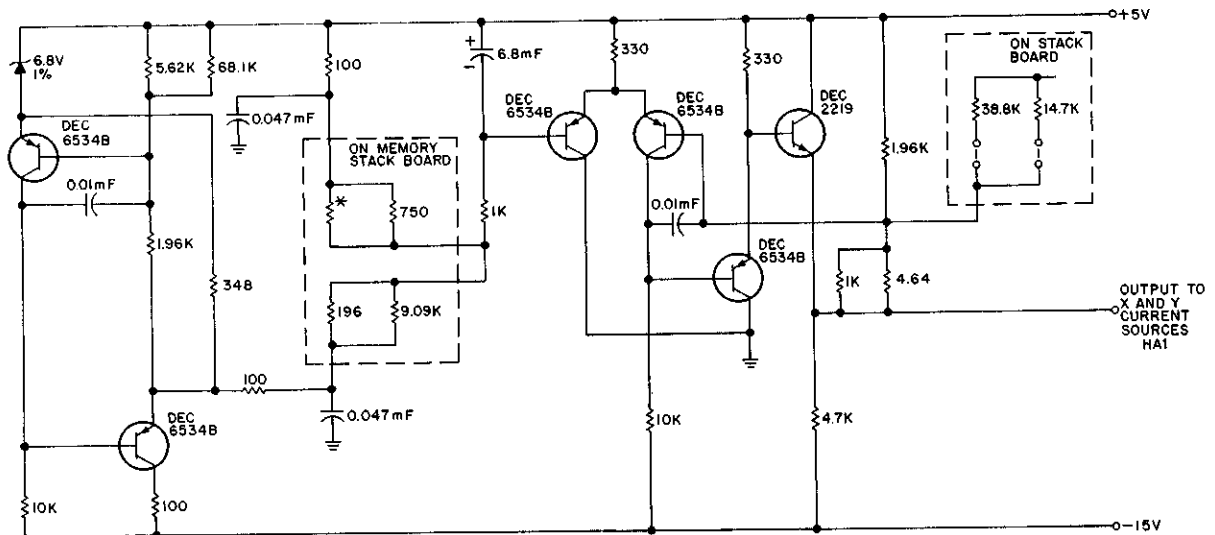 +5V
6.8V
1%
5.62K
68.1K
100
+
6.8mF
-
330
330
DEC
2219
ON STACK
BOARD
38.8K
14.7K
DEC
6534B
0.047mF
DEC
6534B
DEC
6534B
1.96K
ON MEMORY
STACK BOARD
0.01mF
*
750
1K
0.01mF
1.96K
348
DEC
6534B
1K
4.64
196
9.09K
OUTPUT TO
X AND Y
CURRENT
SOURCES
HA1
100
0.047mF
DEC
6534B
10K
4.7K
10K
100
-15V